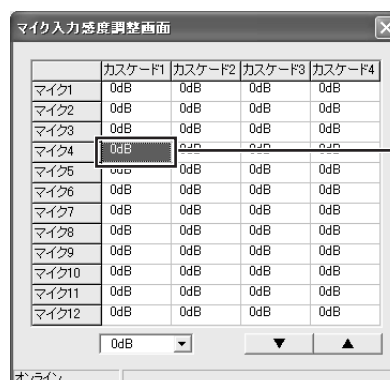 マイク入力感度調整画面
カスケード1 カスケード2 カスケード3 カスケード4
マイク1 0dB 0dB 0dB 0dB
マイク2 0dB 0dB 0dB 0dB
マイク3 0dB 0dB 0dB 0dB
マイク4 0dB 0dB 0dB 0dB
マイク5 0dB 0dB 0dB 0dB
マイク6 0dB 0dB 0dB 0dB
マイク7 0dB 0dB 0dB 0dB
マイク8 0dB 0dB 0dB 0dB
マイク9 0dB 0dB 0dB 0dB
マイク10 0dB 0dB 0dB 0dB
マイク11 0dB 0dB 0dB 0dB
マイク12 0dB 0dB 0dB 0dB
0dB ▼ ▲
オンライン